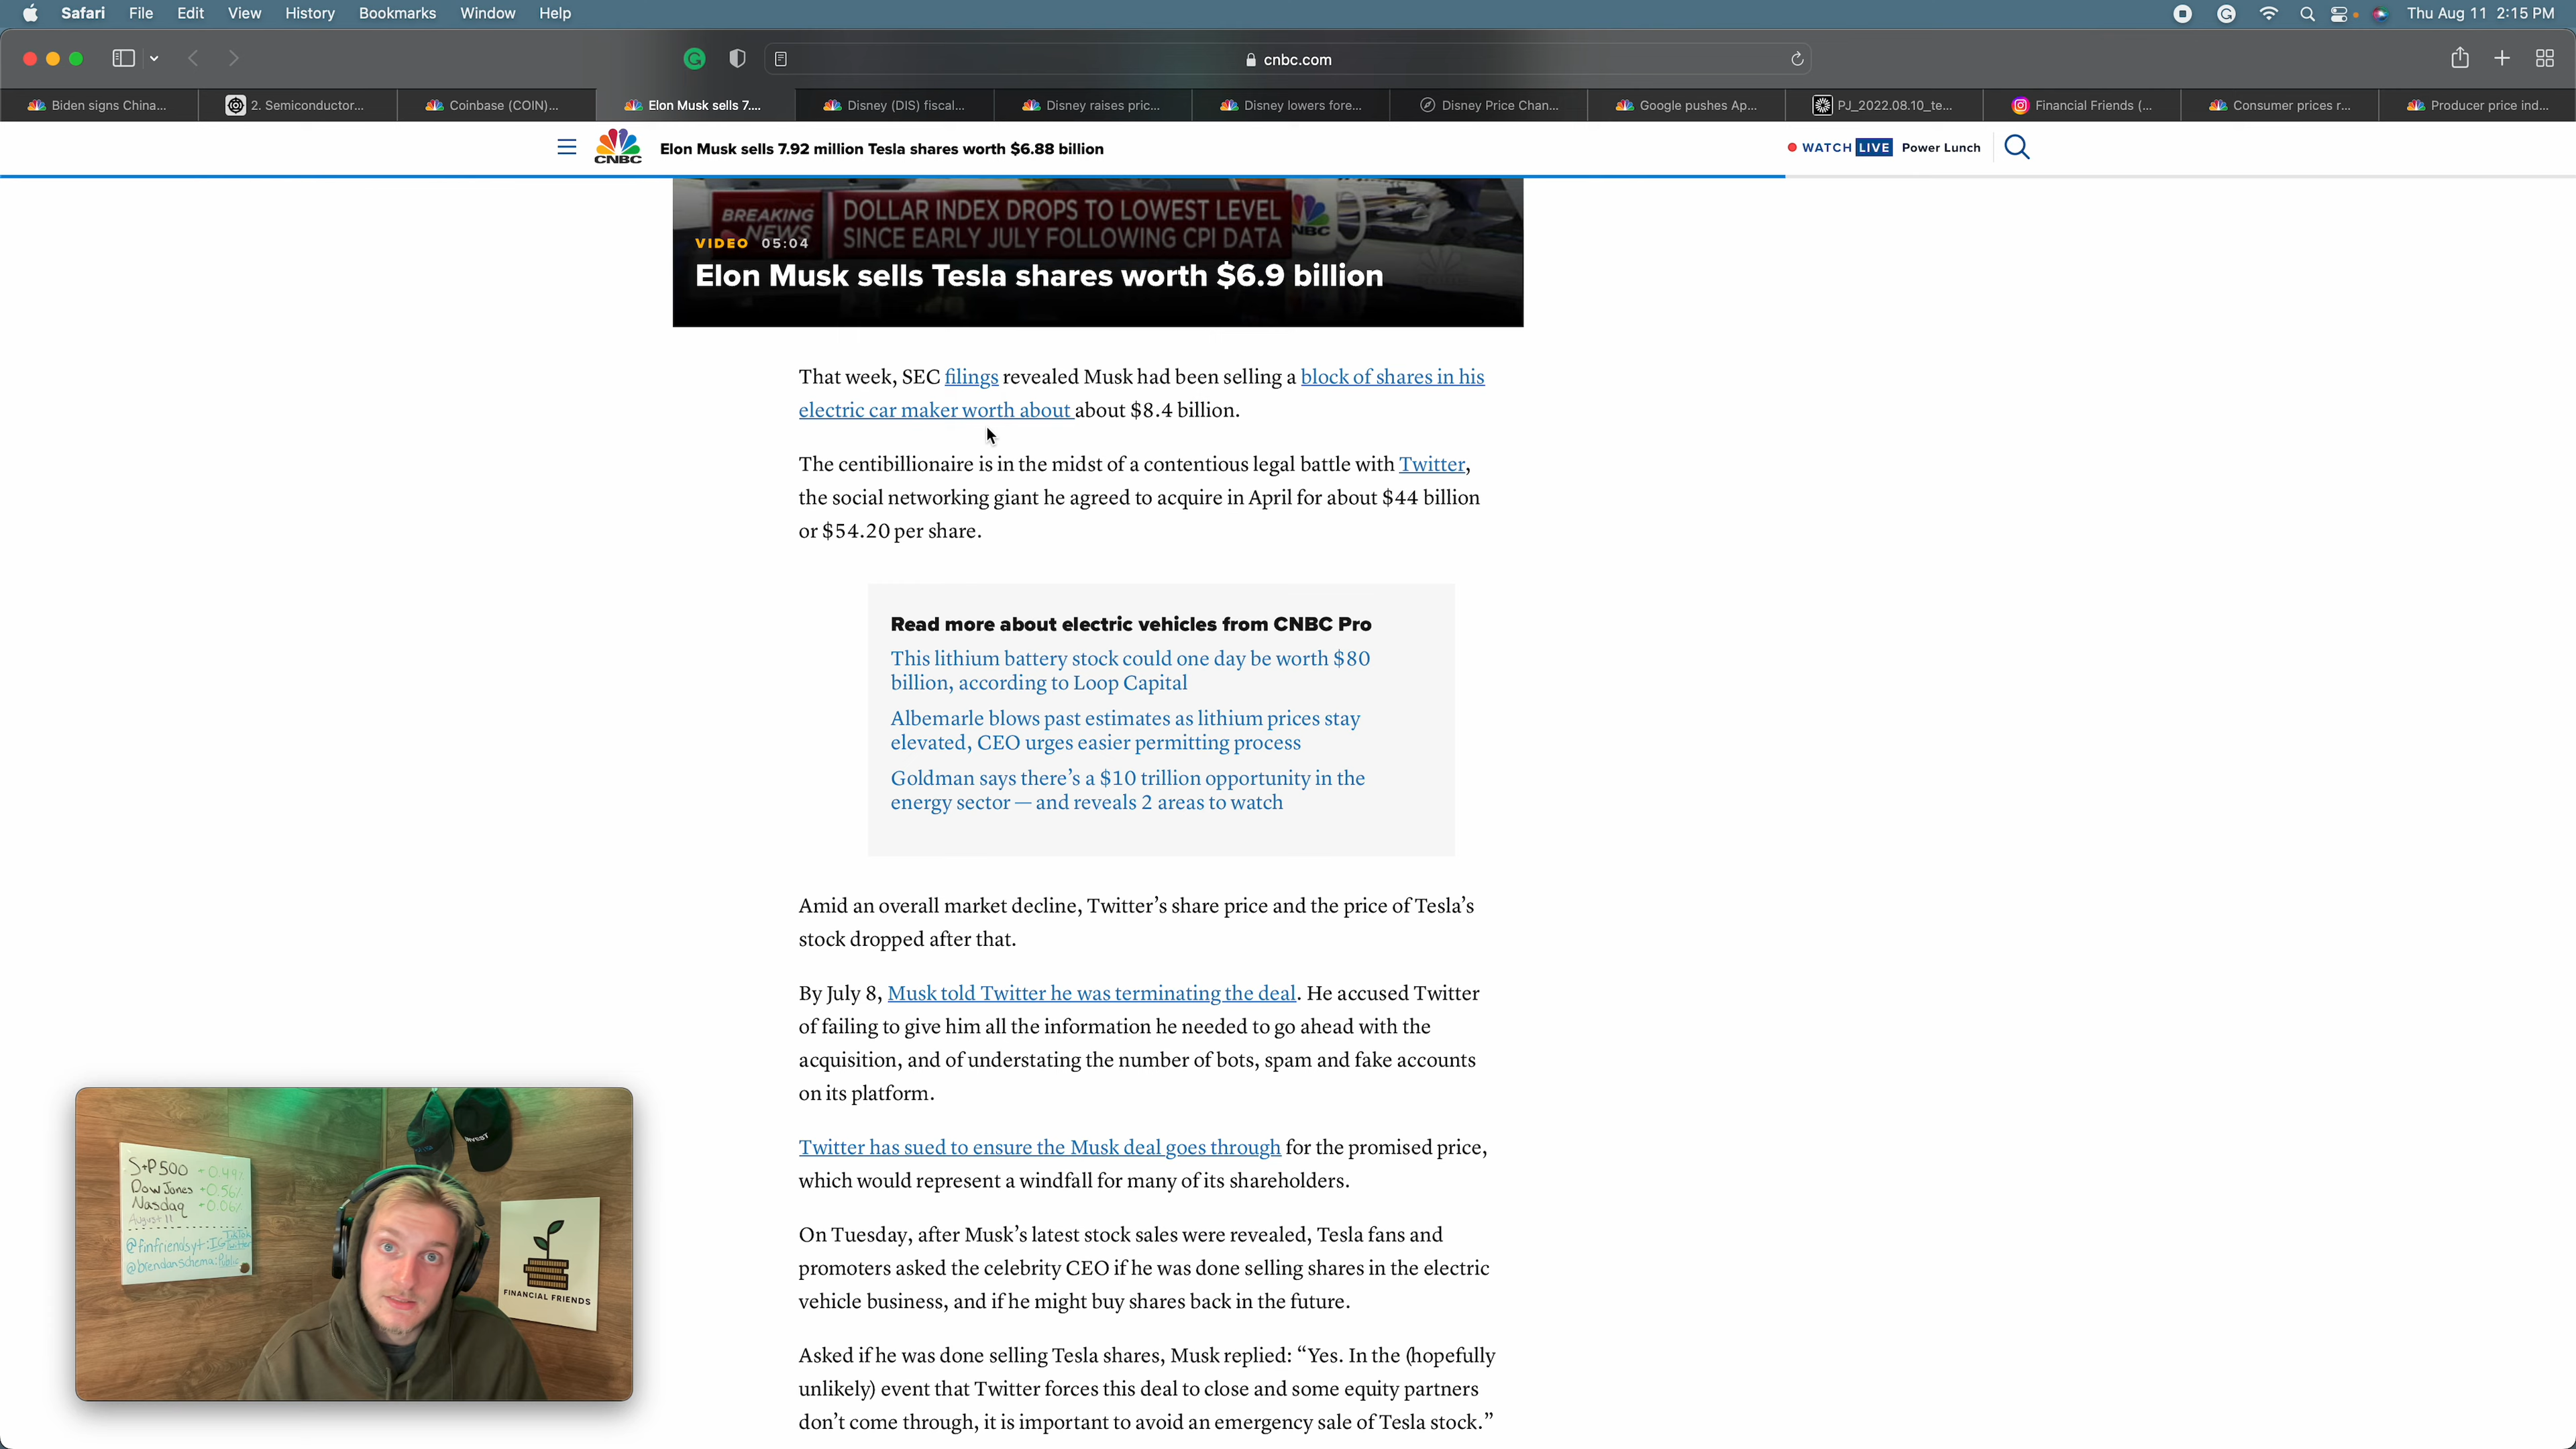 Safari File Edit View History Bookmarks Window Help
Thu Aug 11 2:15 PM
cnbc.com
Biden signs China...
2. Semiconductor...
Coinbase (COIN)...
Elon Musk sells 7....
Disney (DIS) fiscal...
Disney raises pric...
Disney lowers fore...
Disney Price Chan...
Google pushes Ap...
PJ_2022.08.10_te...
Financial Friends (...
Consumer prices r...
Producer price ind...
CNBC
Elon Musk sells 7.92 million Tesla shares worth $6.88 billion
WATCH LIVE Power Lunch
BREAKING NEWS
DOLLAR INDEX DROPS TO LOWEST LEVEL
SINCE EARLY JULY FOLLOWING CPI DATA
VIDEO 05:04
Elon Musk sells Tesla shares worth $6.9 billion
That week, SEC filings revealed Musk had been selling a block of shares in his
electric car maker worth about about $8.4 billion.
The centibillionaire is in the midst of a contentious legal battle with Twitter,
the social networking giant he agreed to acquire in April for about $44 billion
or $54.20 per share.
Read more about electric vehicles from CNBC Pro
This lithium battery stock could one day be worth $80
billion, according to Loop Capital
Albemarle blows past estimates as lithium prices stay
elevated, CEO urges easier permitting process
Goldman says there's a $10 trillion opportunity in the
energy sector — and reveals 2 areas to watch
Amid an overall market decline, Twitter's share price and the price of Tesla's
stock dropped after that.
By July 8, Musk told Twitter he was terminating the deal. He accused Twitter
of failing to give him all the information he needed to go ahead with the
acquisition, and of understating the number of bots, spam and fake accounts
on its platform.
Twitter has sued to ensure the Musk deal goes through for the promised price,
which would represent a windfall for many of its shareholders.
On Tuesday, after Musk's latest stock sales were revealed, Tesla fans and
promoters asked the celebrity CEO if he was done selling shares in the electric
vehicle business, and if he might buy shares back in the future.
Asked if he was done selling Tesla shares, Musk replied: “Yes. In the (hopefully
unlikely) event that Twitter forces this deal to close and some equity partners
don't come through, it is important to avoid an emergency sale of Tesla stock.”
S+P 500 +0.49%
Dow Jones +0.56%
Nasdaq +0.06%
August 11
TikTok
@finfriendsyt: IG Twitter
@brendanschema: Public
INVEST
FINANCIAL FRIENDS